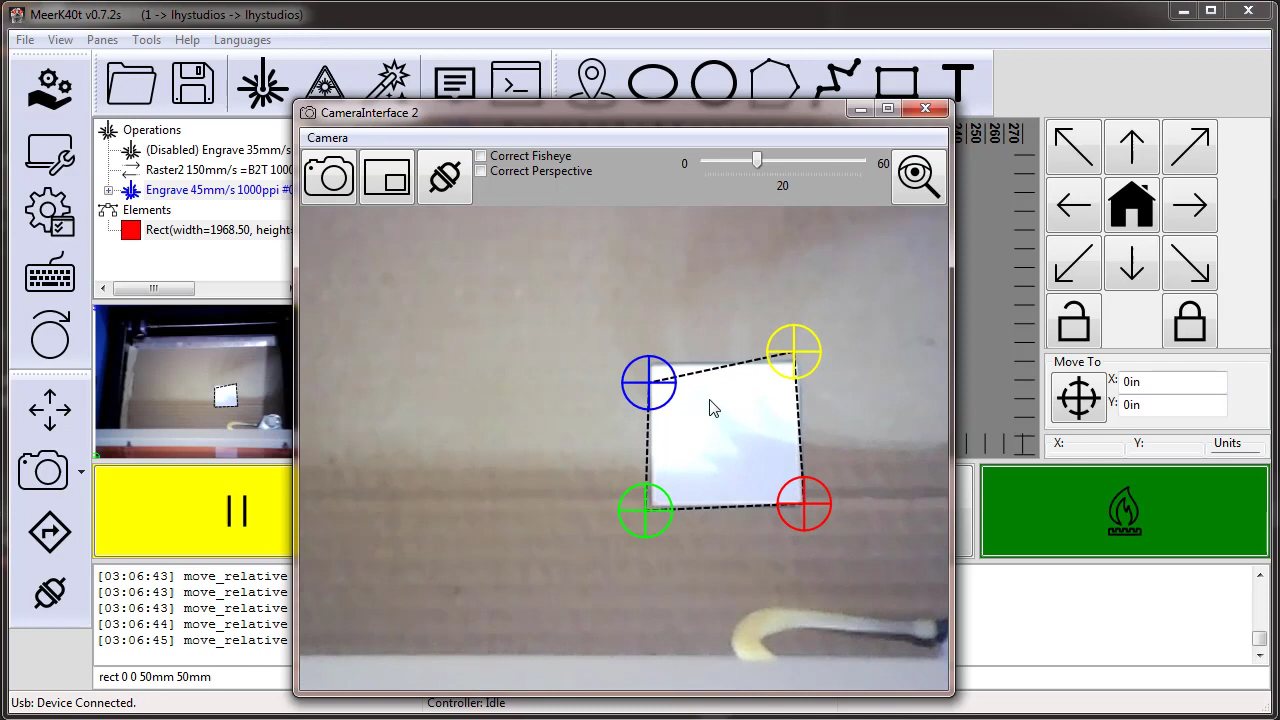 MeerK40t v0.7.2s (1 -> lhystudios -> lhystudios)
File View Panes Tools Help Languages
CameraInterface 2
Camera
Correct Fisheye
Correct Perspective
0 60
20
Operations
(Disabled) Engrave 35mm/s
Raster2 150mm/s =B2T 1000
Engrave 45mm/s 1000ppi #0
Elements
Rect(width=1968.50, height=
250 260 270
Move To
X: 0in
Y: 0in
X: Y: Units
[03:06:43] move_relative
[03:06:43] move_relative
[03:06:43] move_relative
[03:06:44] move_relative
[03:06:45] move_relative
rect 0 0 50mm 50mm
Usb: Device Connected. Controller: Idle